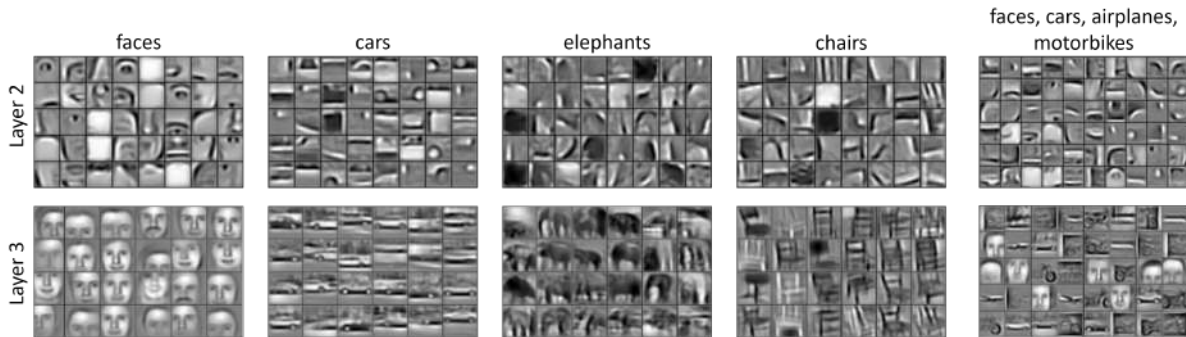 faces
cars
elephants
chairs
faces, cars, airplanes,
motorbikes
Layer 2
Layer 3